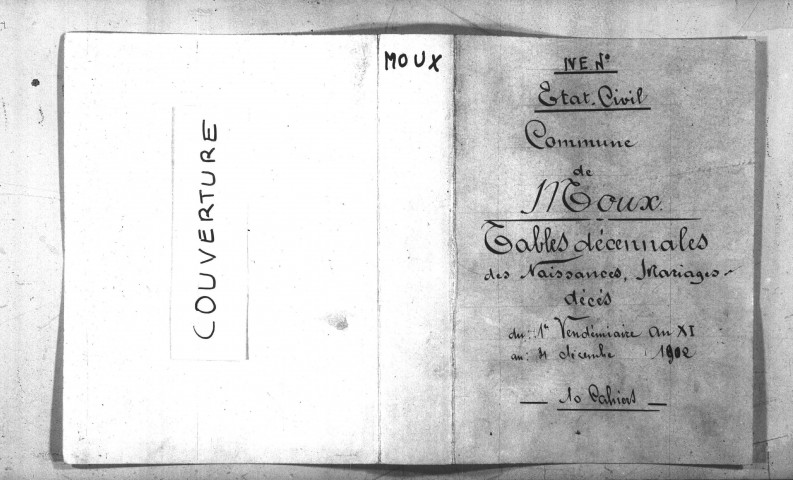 COUVERTURE
MOUX
IVE N°
Etat-Civil
Commune
de
Moux.
Tables décennales
des Naissances, Mariages
décès
du: 1er Vendémiaire an XI
au: 31 décembre 1902
10 Cahiers